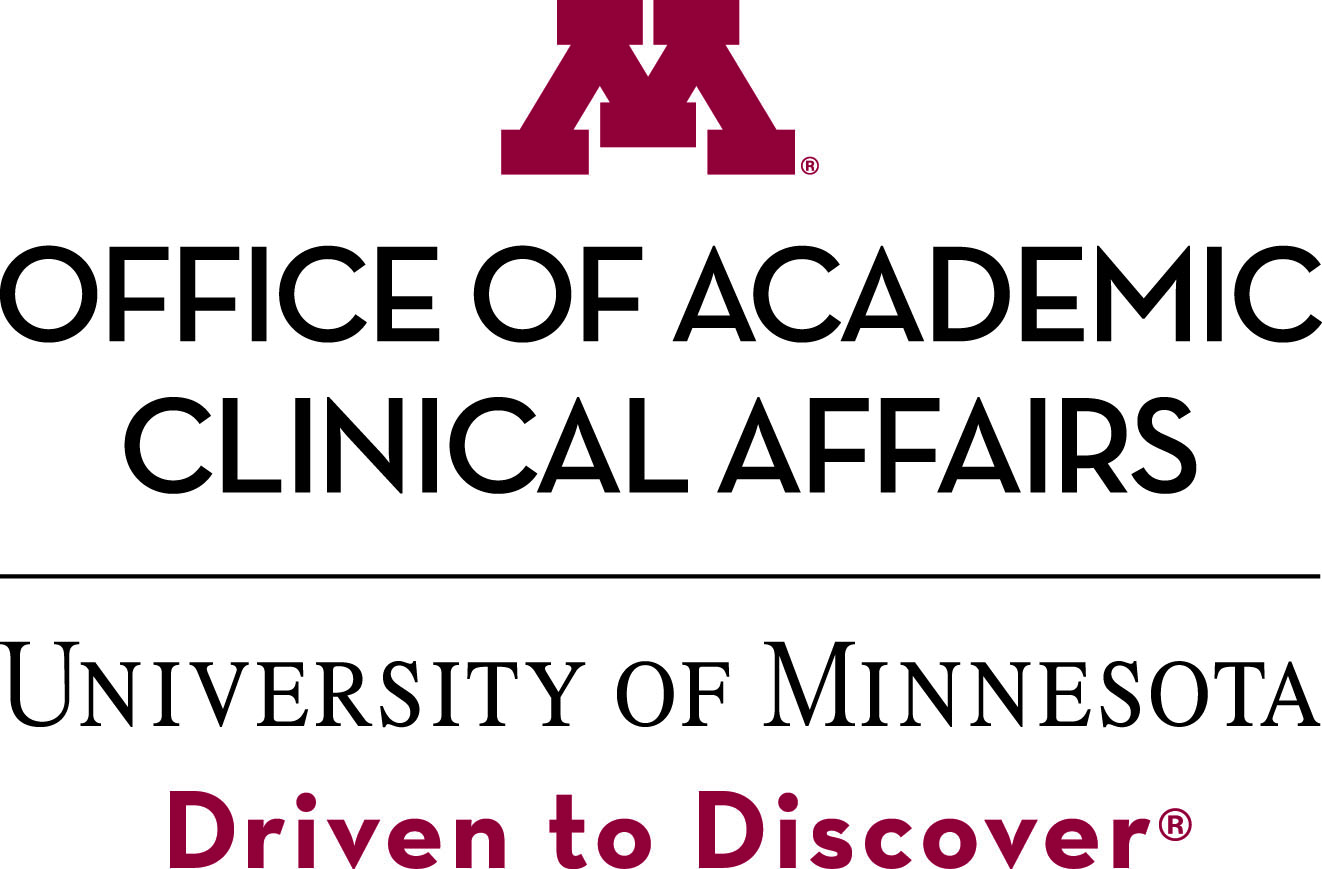 M®
OFFICE OF ACADEMIC
CLINICAL AFFAIRS
UNIVERSITY OF MINNESOTA
Driven to Discover®